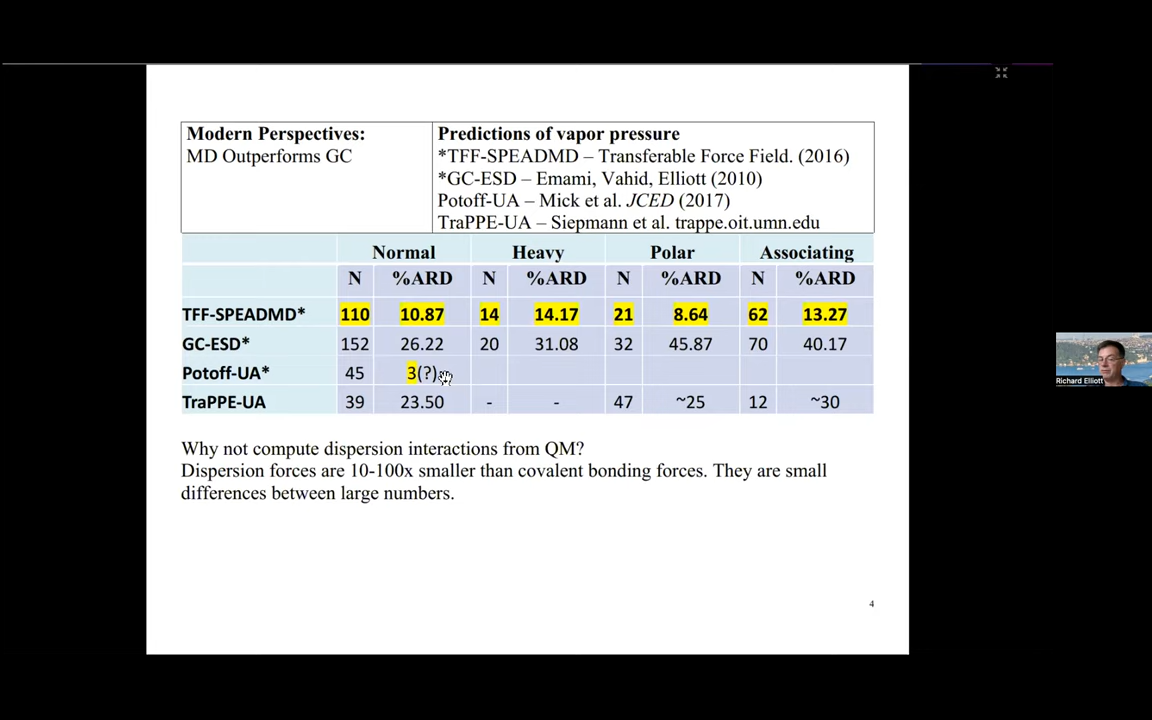 Modern Perspectives:
MD Outperforms GC
Predictions of vapor pressure
*TFF-SPEADMD – Transferable Force Field. (2016)
*GC-ESD – Emami, Vahid, Elliott (2010)
Potoff-UA – Mick et al. JCED (2017)
TraPPE-UA – Siepmann et al. trappe.oit.umn.edu
Normal Heavy Polar Associating
N %ARD N %ARD N %ARD N %ARD
TFF-SPEADMD* 110 10.87 14 14.17 21 8.64 62 13.27
GC-ESD* 152 26.22 20 31.08 32 45.87 70 40.17
Potoff-UA* 45 3(?)
TraPPE-UA 39 23.50 - - 47 ~25 12 ~30
Why not compute dispersion interactions from QM?
Dispersion forces are 10-100x smaller than covalent bonding forces. They are small
differences between large numbers.
4
Richard Elliott